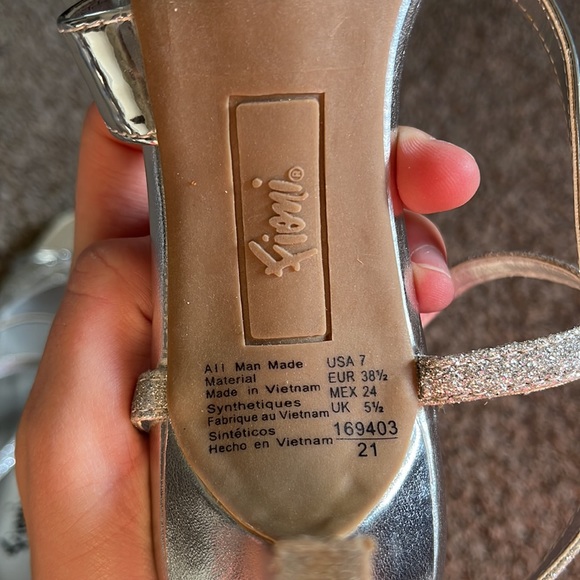 fioni®
All Man Made USA 7
Material EUR 38½
Made in Vietnam MEX 24
Synthetiques UK 5½
Fabrique au Vietnam
Sintéticos 169403
Hecho en Vietnam 21